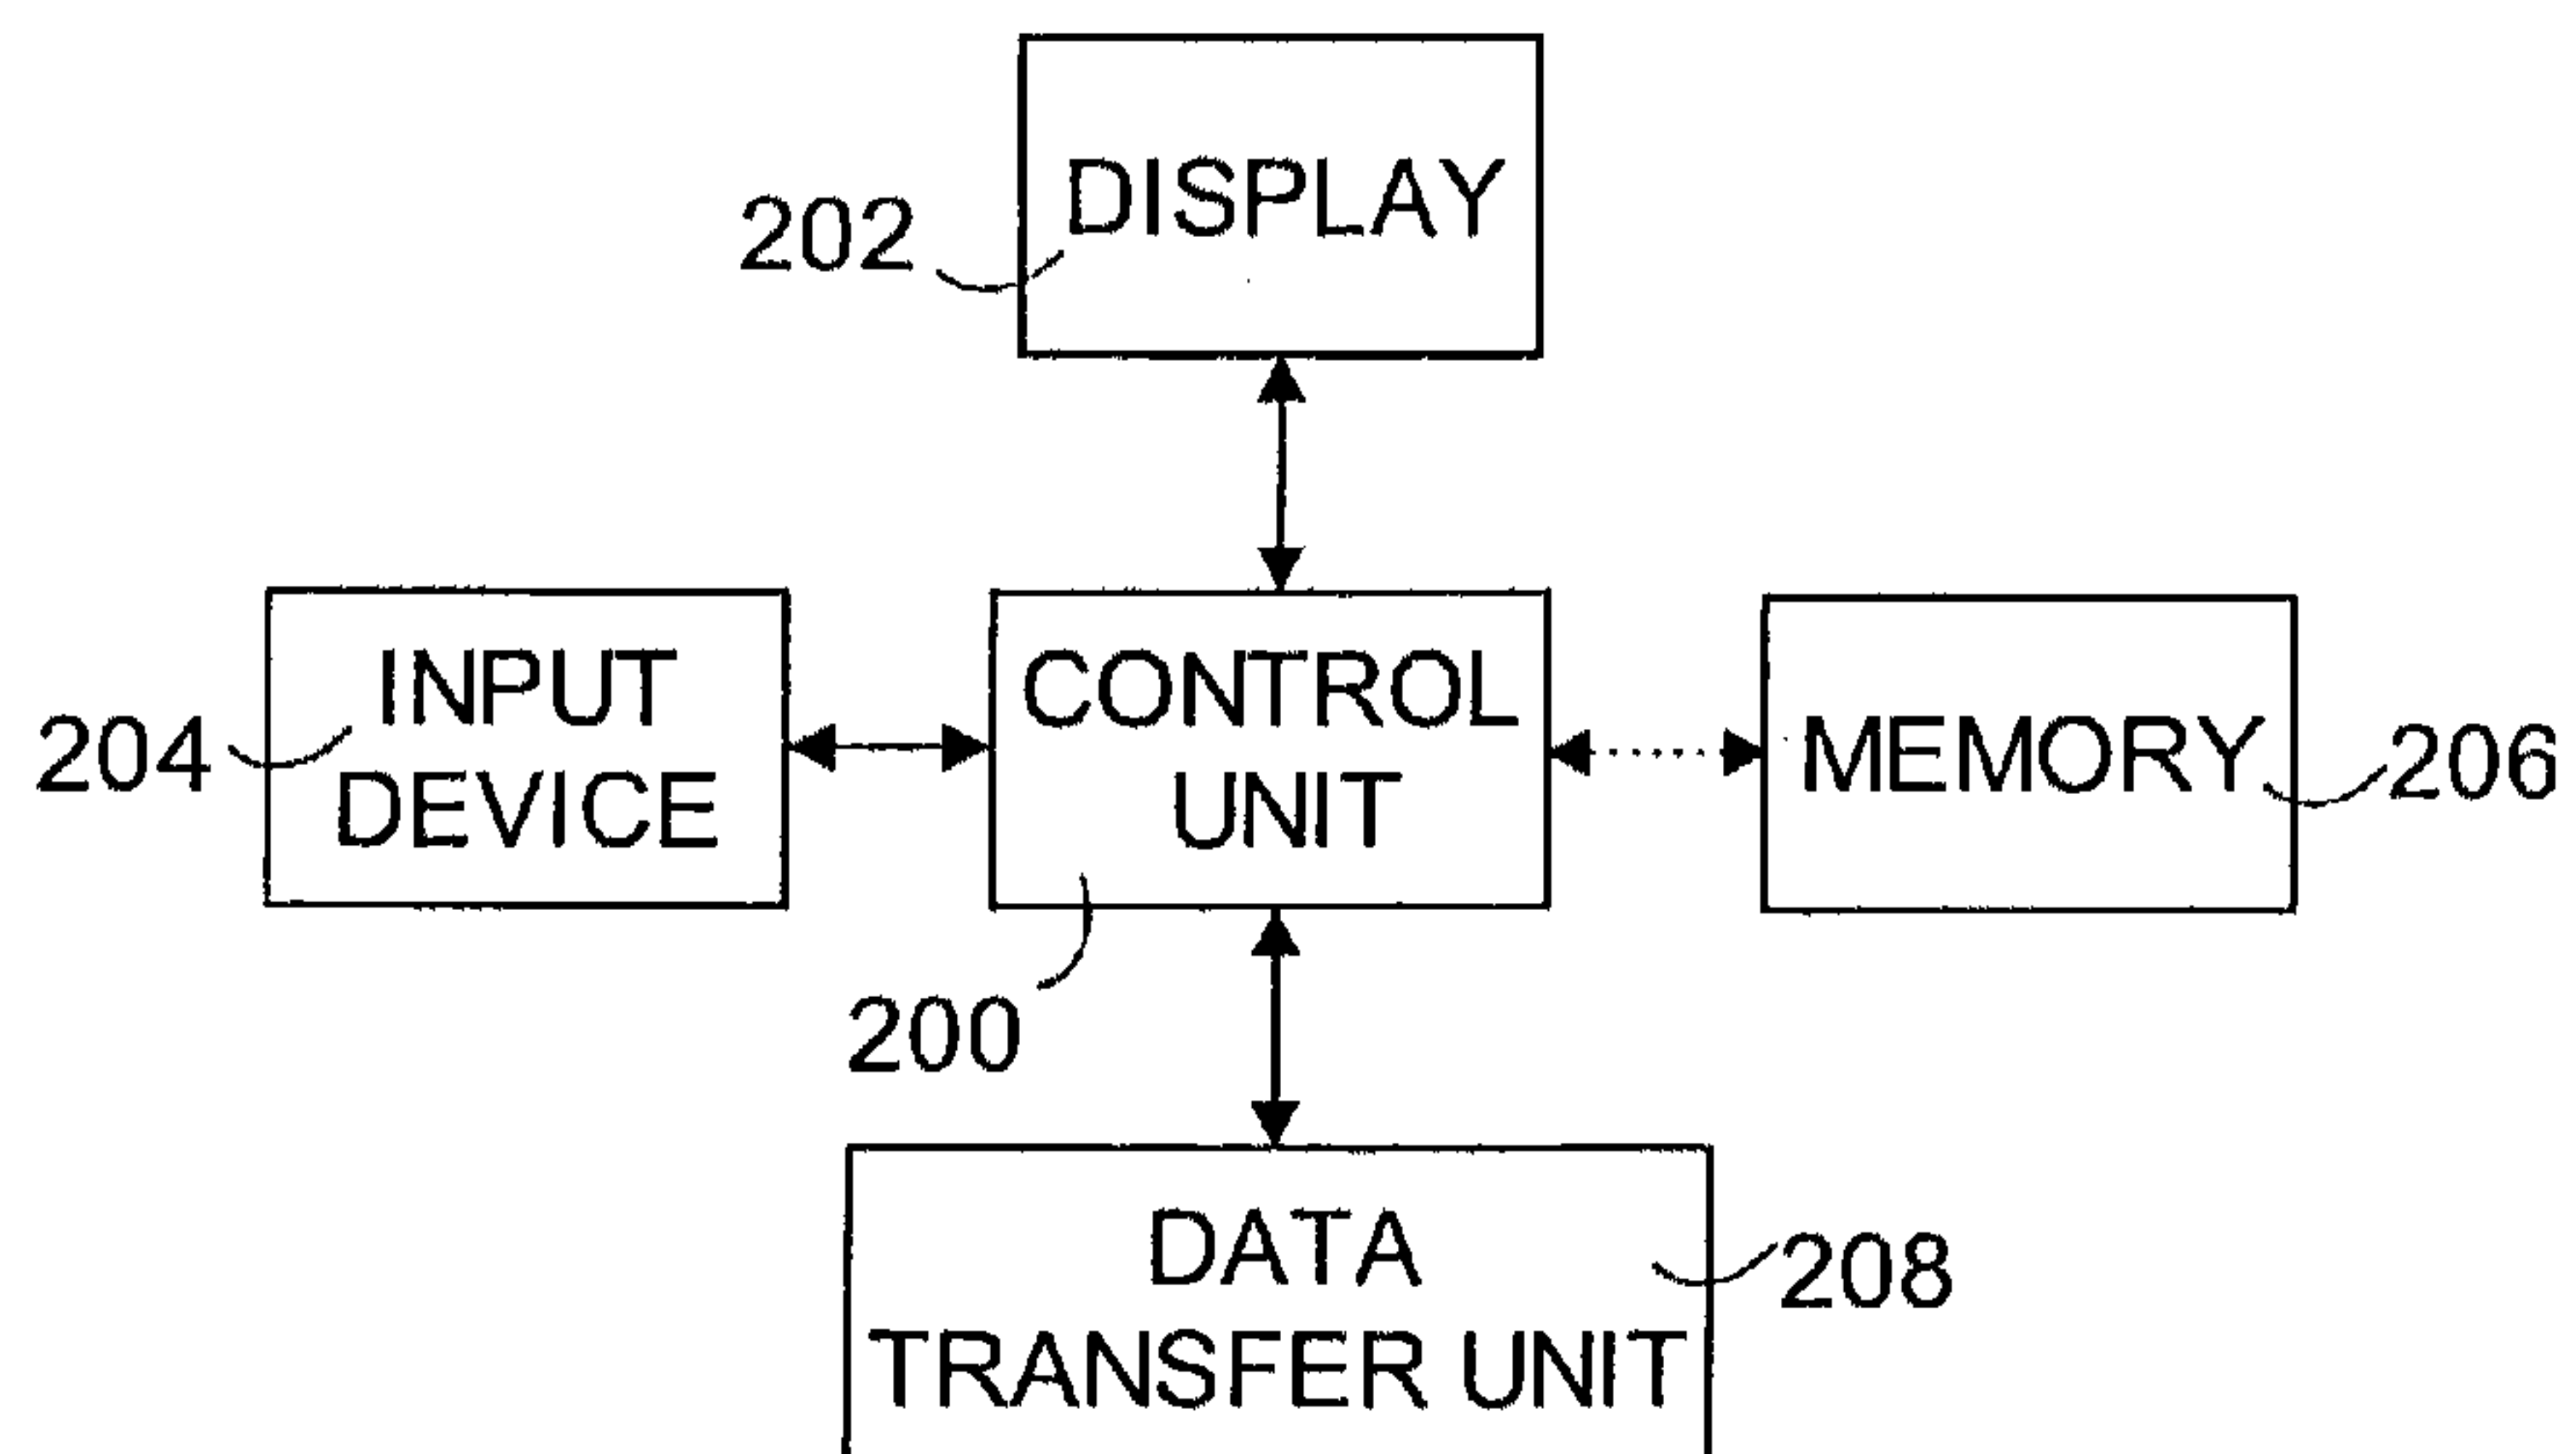 DISPLAY
202
INPUT
DEVICE
204
CONTROL
UNIT
MEMORY
206
200
DATA
TRANSFER UNIT
208